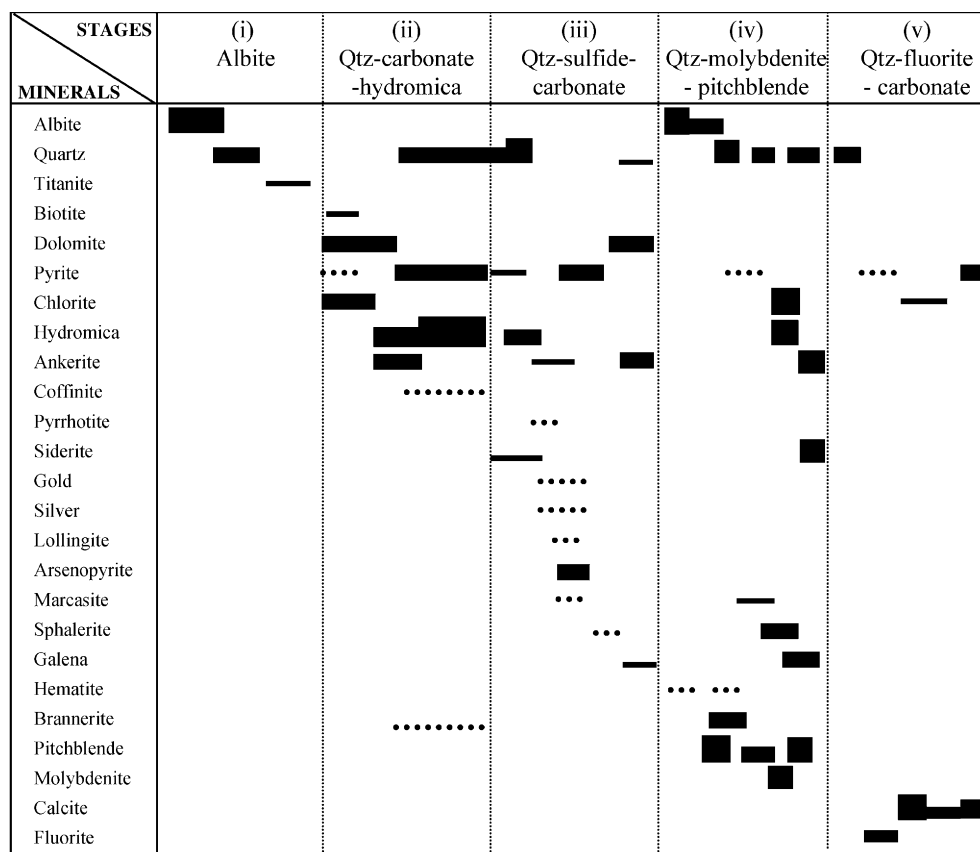 STAGES
MINERALS
(i)
Albite
(ii)
Qtz-carbonate
-hydromica
(iii)
Qtz-sulfide-
carbonate
(iv)
Qtz-molybdenite
- pitchblende
(v)
Qtz-fluorite
- carbonate
Albite
Quartz
Titanite
Biotite
Dolomite
Pyrite
Chlorite
Hydromica
Ankerite
Coffinite
Pyrrhotite
Siderite
Gold
Silver
Lollingite
Arsenopyrite
Marcasite
Sphalerite
Galena
Hematite
Brannerite
Pitchblende
Molybdenite
Calcite
Fluorite